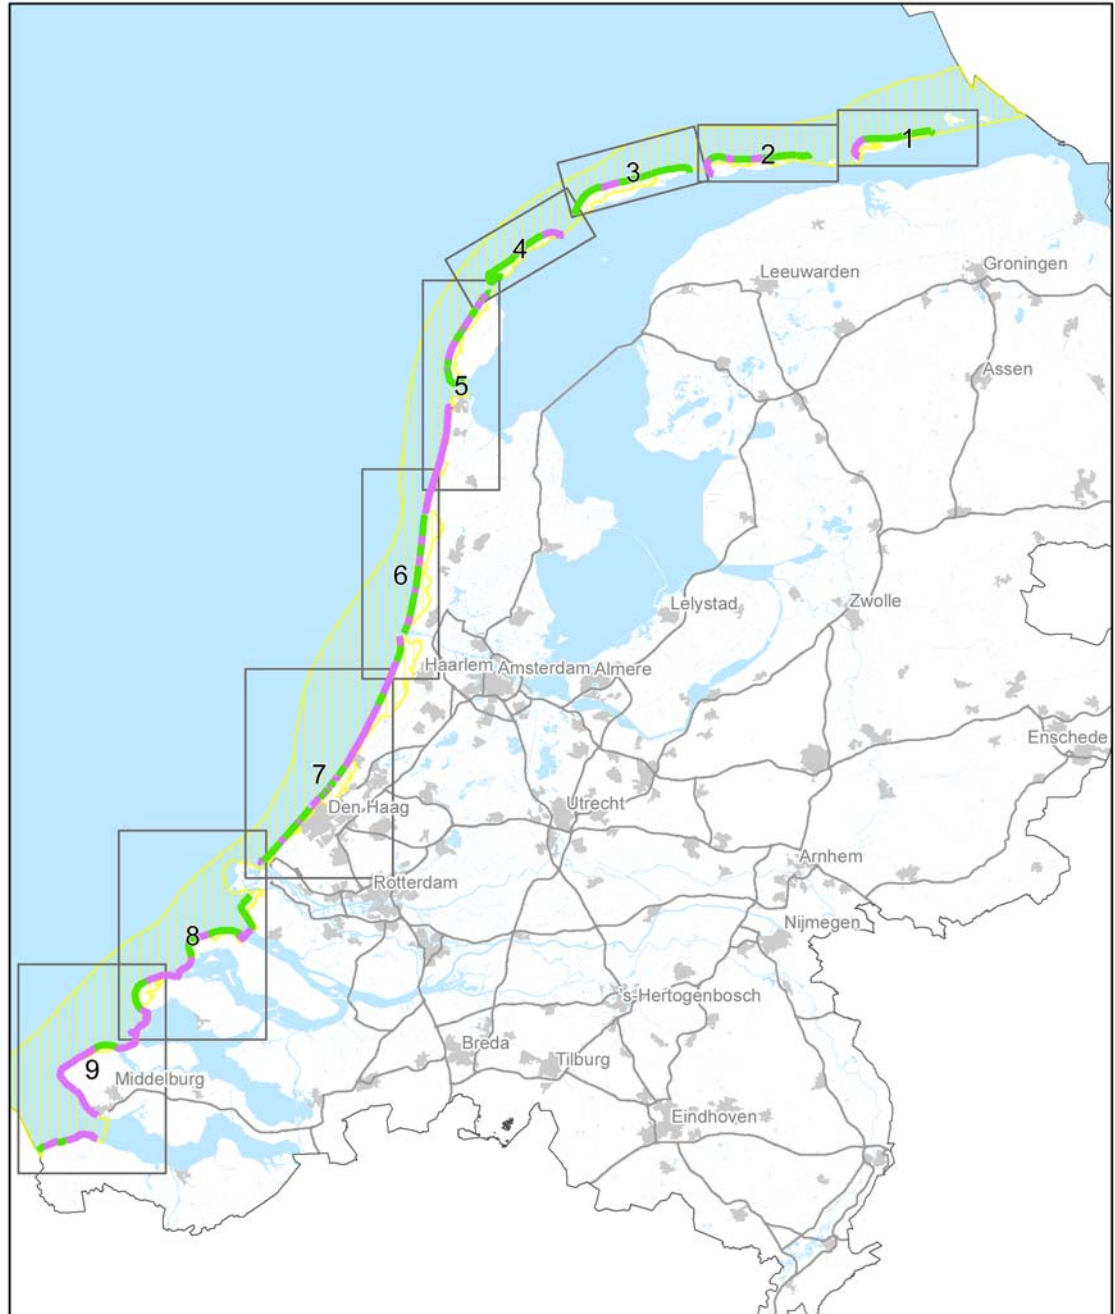 1
2
3
4
Groningen
Leeuwarden
Assen
5
6
Lelystad
Zwolle
Haarlem Amsterdam Almere
Enschede
7
Den Haag
Utrecht
Arnhem
Rotterdam
Nijmegen
8
's-Hertogenbosch
Breda
Tilburg
9
Middelburg
Eindhoven